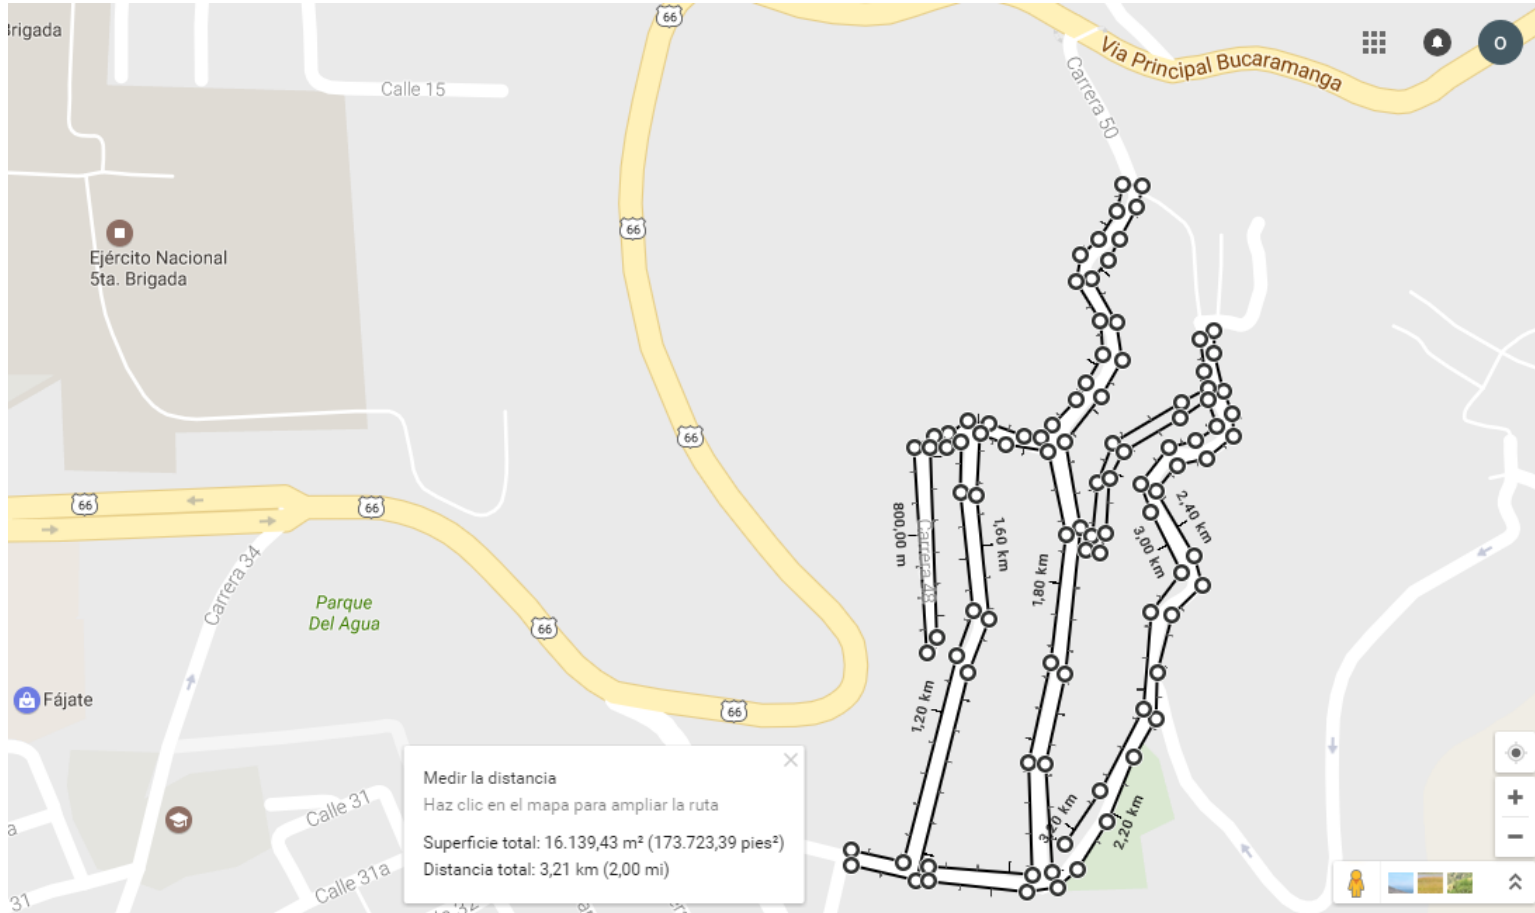 Brigada
66
Calle 15
Via Principal Bucaramanga
O
Carrera 50
Ejército Nacional
5ta. Brigada
66
66
66
66
Carrera 34
Parque
Del Agua
66
66
Fájate
800,00 m
Carrera 48
1,60 km
1,80 km
2,40 km
3,00 km
1,20 km
3,20 km
2,20 km
Calle 31
Calle 31a
31
Medir la distancia
Haz clic en el mapa para ampliar la ruta
Superficie total: 16.139,43 m² (173.723,39 pies²)
Distancia total: 3,21 km (2,00 mi)